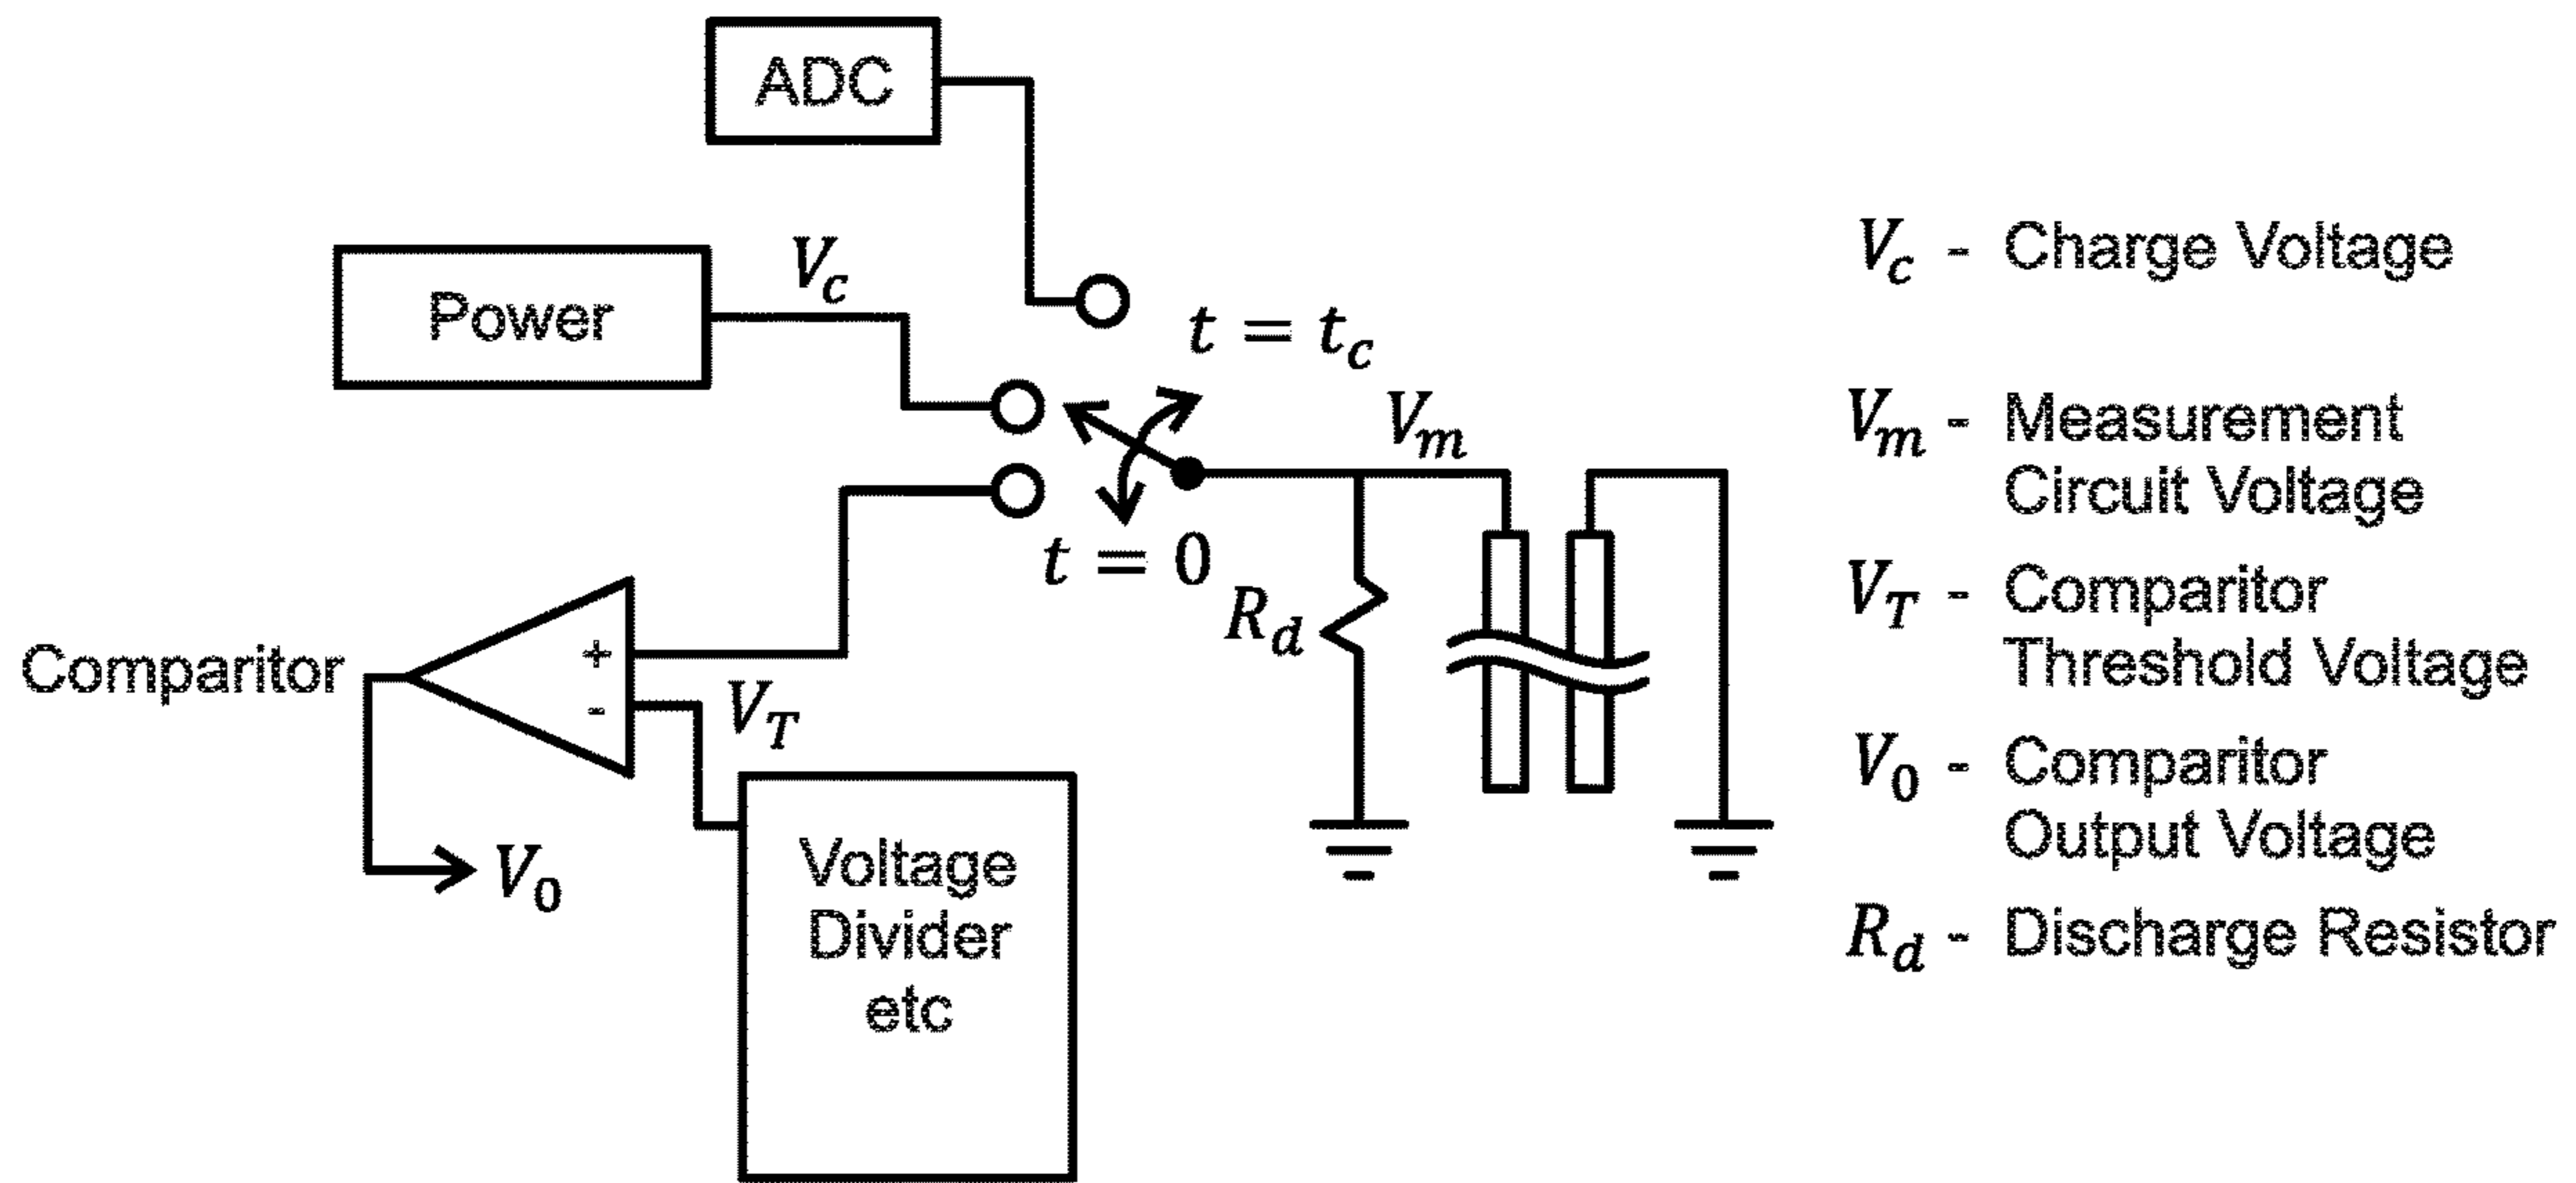 ADC
Power
V_c
t = t_c
V_m
t = 0
R_d
Comparitor
+
-
V_T
V_0
Voltage
Divider
etc
V_c - Charge Voltage
V_m - Measurement
Circuit Voltage
V_T - Comparitor
Threshold Voltage
V_0 - Comparitor
Output Voltage
R_d - Discharge Resistor